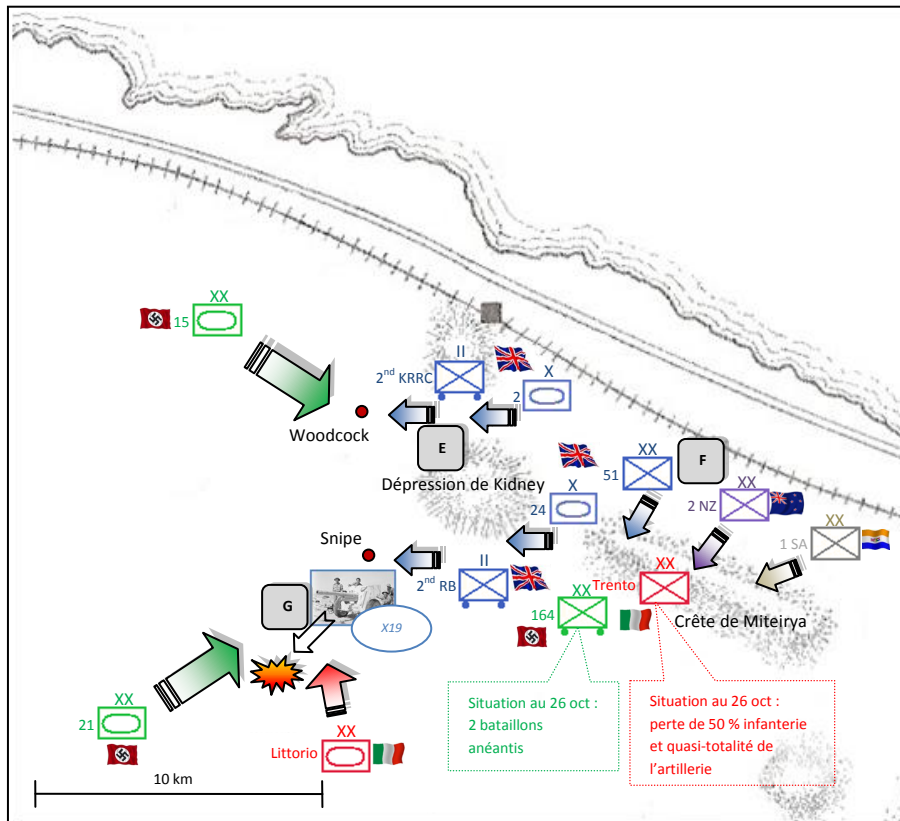 XX
15
II
2nd KRRC
X
2
Woodcock
E
Dépression de Kidney
XX
51
F
XX
2 NZ
X
24
XX
1 SA
Snipe
II
2nd RB
XX
Trento
XX
164
Crête de Miteirya
G
X19
XX
21
XX
Littorio
Situation au 26 oct :
2 bataillons
anéantis
Situation au 26 oct :
perte de 50 % infanterie
et quasi-totalité de
l’artillerie
10 km